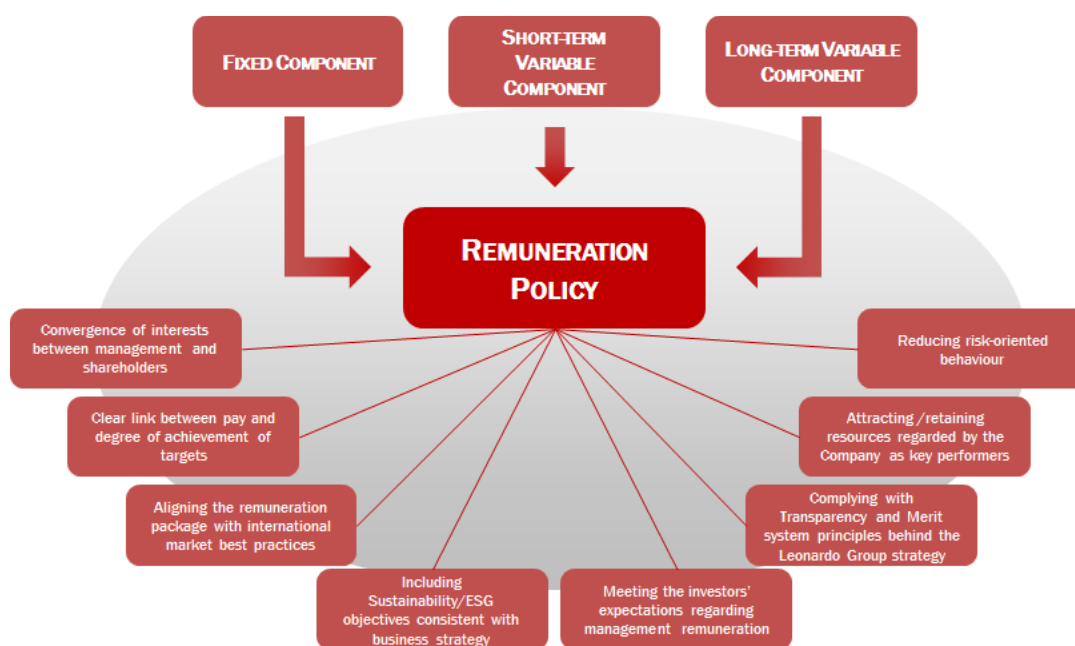 FIXED COMPONENT
SHORT-TERM
VARIABLE
COMPONENT
LONG-TERM VARIABLE
COMPONENT
REMUNERATION
POLICY
Convergence of interests
between management and
shareholders
Clear link between pay and
degree of achievement of
targets
Aligning the remuneration
package with international
market best practices
Including
Sustainability/ESG
objectives consistent with
business strategy
Meeting the investors'
expectations regarding
management remuneration
Complying with
Transparency and Merit
system principles behind the
Leonardo Group strategy
Attracting/retaining
resources regarded by the
Company as key performers
Reducing risk-oriented
behaviour